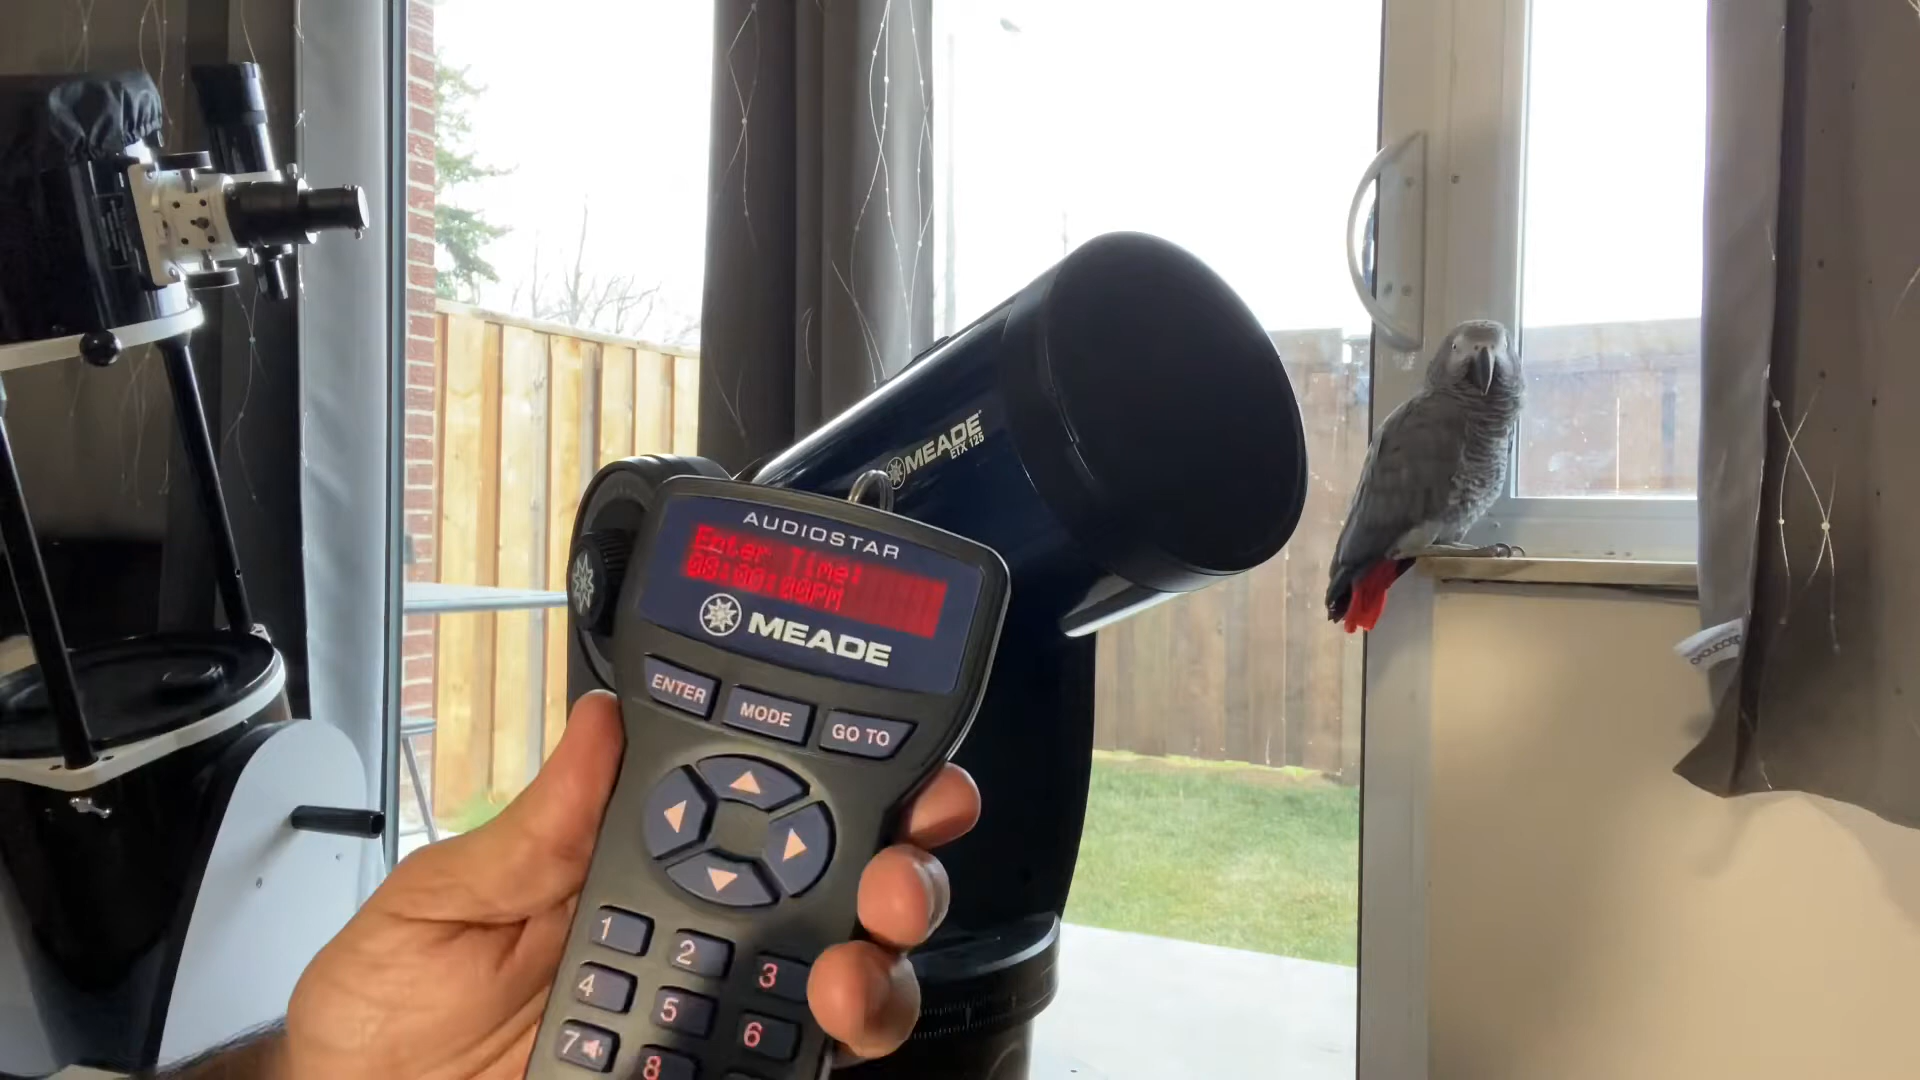 MEADE
ETX 125
AUDIOSTAR
Enter Time:
08:00:00PM
MEADE
ENTER
MODE
GO TO
1
2
3
4
5
6
7
8